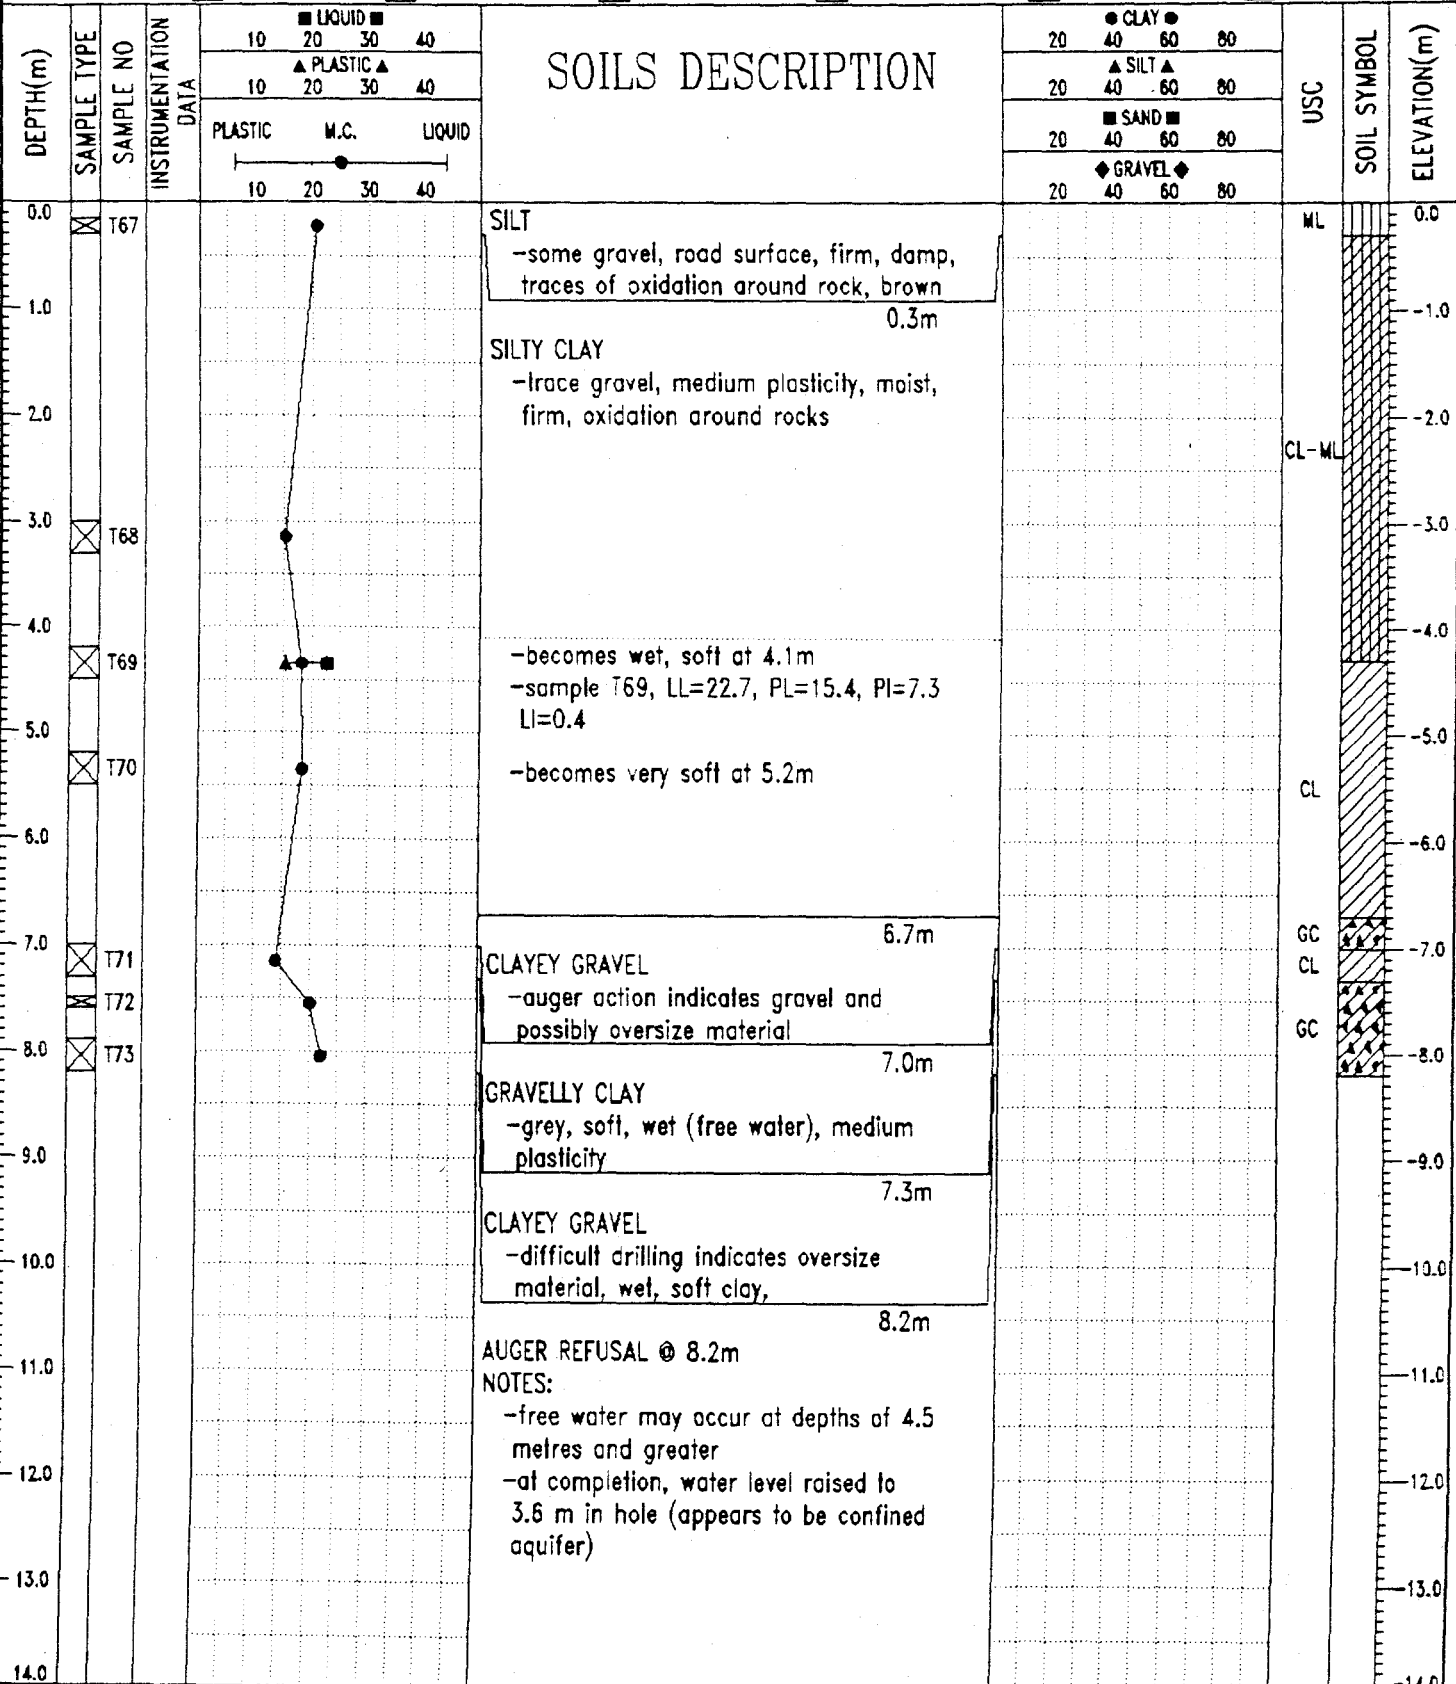 DEPTH(m)
SAMPLE TYPE
SAMPLE NO
INSTRUMENTATION
DATA
■ LIQUID ■
10 20 30 40
▲ PLASTIC ▲
10 20 30 40
PLASTIC M.C. LIQUID
10 20 30 40
SOILS DESCRIPTION
● CLAY ●
20 40 60 80
▲ SILT ▲
20 40 60 80
■ SAND ■
20 40 60 80
◆ GRAVEL ◆
20 40 60 80
USC
SOIL SYMBOL
ELEVATION(m)
0.0
1.0
2.0
3.0
4.0
5.0
6.0
7.0
8.0
9.0
10.0
11.0
12.0
13.0
14.0
T67
T68
T69
T70
T71
T72
T73
SILT
-some gravel, road surface, firm, damp,
traces of oxidation around rock, brown
0.3m
SILTY CLAY
-trace gravel, medium plasticity, moist,
firm, oxidation around rocks
-becomes wet, soft at 4.1m
-sample T69, LL=22.7, PL=15.4, PI=7.3
LI=0.4
-becomes very soft at 5.2m
6.7m
CLAYEY GRAVEL
-auger action indicates gravel and
possibly oversize material
7.0m
GRAVELLY CLAY
-grey, soft, wet (free water), medium
plasticity
7.3m
CLAYEY GRAVEL
-difficult drilling indicates oversize
material, wet, soft clay,
8.2m
AUGER REFUSAL @ 8.2m
NOTES:
-free water may occur at depths of 4.5
metres and greater
-at completion, water level raised to
3.6 m in hole (appears to be confined
aquifer)
ML
CL-ML
CL
GC
CL
GC
0.0
-1.0
-2.0
-3.0
-4.0
-5.0
-6.0
-7.0
-8.0
-9.0
-10.0
-11.0
-12.0
-13.0
-14.0